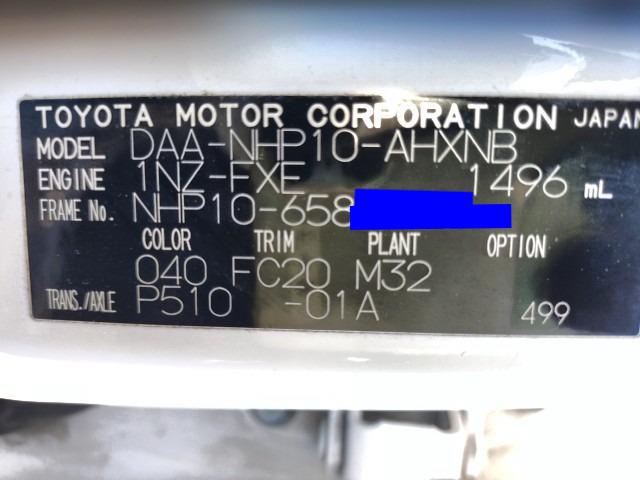 TOYOTA MOTOR CORPORATION JAPAN
MODEL DAA-NHP10-AHXNB
ENGINE 1NZ-FXE 1496 mL
FRAME No. NHP10-658
COLOR TRIM PLANT OPTION
040 FC20 M32
TRANS./AXLE P510 -01A 499